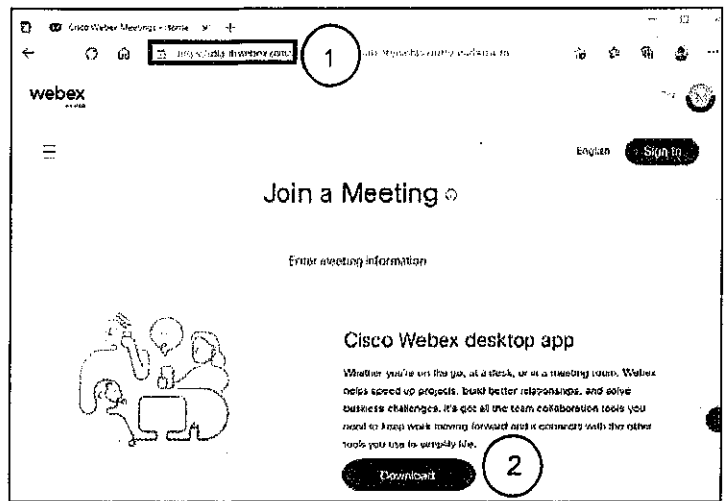 Cisco Webex Meetings - Home
1
webex
English
Sign In
Join a Meeting
Enter meeting information
Cisco Webex desktop app
Whether you're on the go, at a desk, or in a meeting room, Webex
helps speed up projects, build better relationships, and solve
business challenges. It's got all the team collaboration tools you
need to keep work moving forward and it connects with the other
tools you use to simplify life.
Download
2